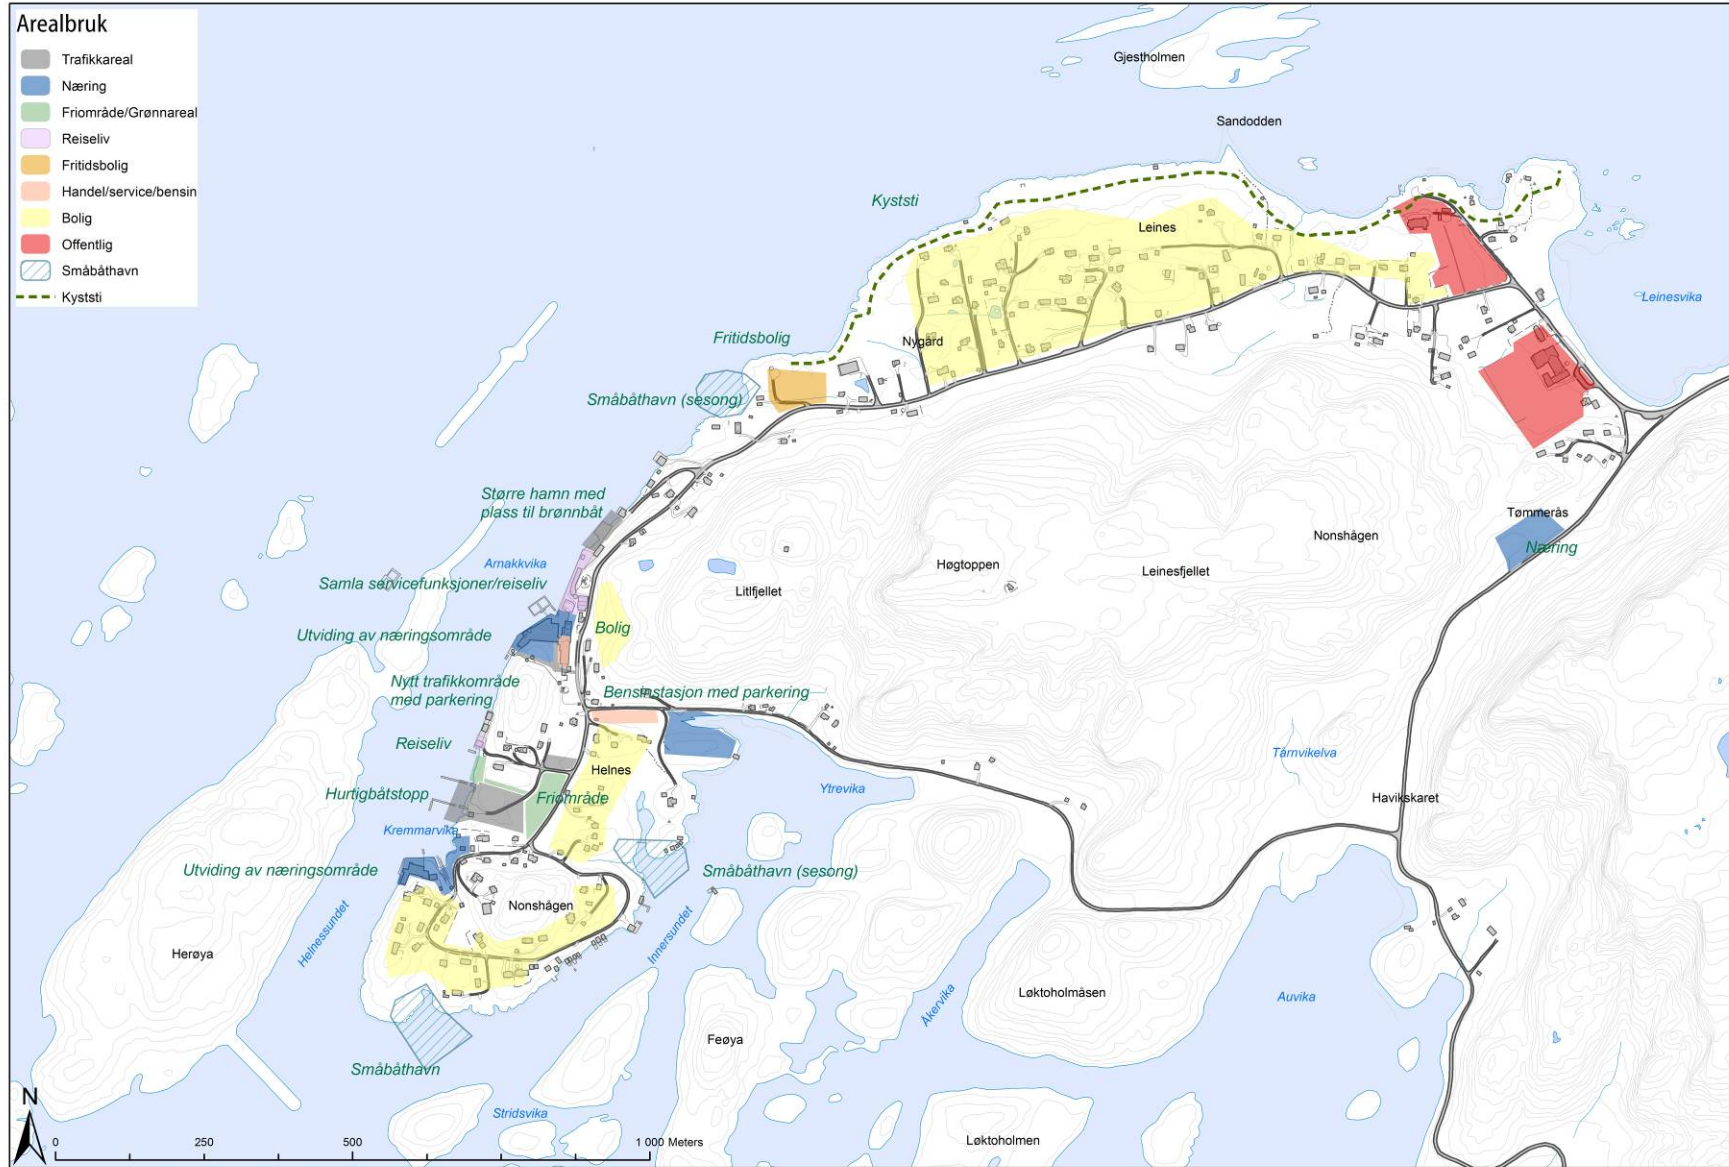 Arealbruk
Trafikkareal
Næring
Friområde/Grønnareal
Reiseliv
Fritidsbolig
Handel/service/bensin
Bolig
Offentlig
Småbåthavn
Kyststi
Gjestholmen
Sandodden
Kyststi
Leines
Leinesvika
Fritidsbolig
Nygård
Småbåthavn (sesong)
Større hamn med
plass til brønnbåt
Tømmerås
Nonshågen
Næring
Arnakkvika
Høgtoppen
Leinesfjellet
Samla servicefunksjoner/reiseliv
Litlfjellet
Utviding av næringsområde
Bolig
Nytt trafikkområde
med parkering
Bensinstasjon med parkering
Reiseliv
Tårnvikelva
Helnes
Ytrevika
Hurtigbåtstopp
Friområde
Havikskaret
Kremmarvika
Utviding av næringsområde
Småbåthavn (sesong)
Nonshågen
Helnessundet
Innersundet
Herøya
Løktoholmåsen
Auvika
Åkervika
Feøya
Småbåthavn
N
Stridsvika
Løktoholmen
0 250 500 1 000 Meters